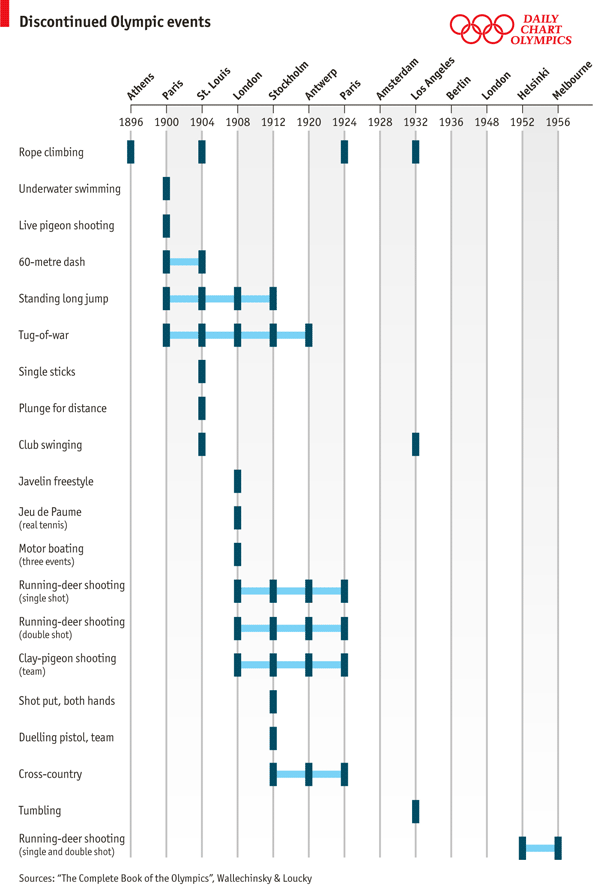 Discontinued Olympic events
DAILY
CHART
OLYMPICS
Athens
Paris
St. Louis
London
Stockholm
Antwerp
Paris
Amsterdam
Los Angeles
Berlin
London
Helsinki
Melbourne
1896 1900 1904 1908 1912 1920 1924 1928 1932 1936 1948 1952 1956
Rope climbing
Underwater swimming
Live pigeon shooting
60-metre dash
Standing long jump
Tug-of-war
Single sticks
Plunge for distance
Club swinging
Javelin freestyle
Jeu de Paume
(real tennis)
Motor boating
(three events)
Running-deer shooting
(single shot)
Running-deer shooting
(double shot)
Clay-pigeon shooting
(team)
Shot put, both hands
Duelling pistol, team
Cross-country
Tumbling
Running-deer shooting
(single and double shot)
Sources: "The Complete Book of the Olympics", Wallechinsky & Loucky